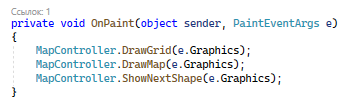 Ссылок: 1
private void OnPaint(object sender, PaintEventArgs e)
{
MapController.DrawGrid(e.Graphics);
MapController.DrawMap(e.Graphics);
MapController.ShowNextShape(e.Graphics);
}